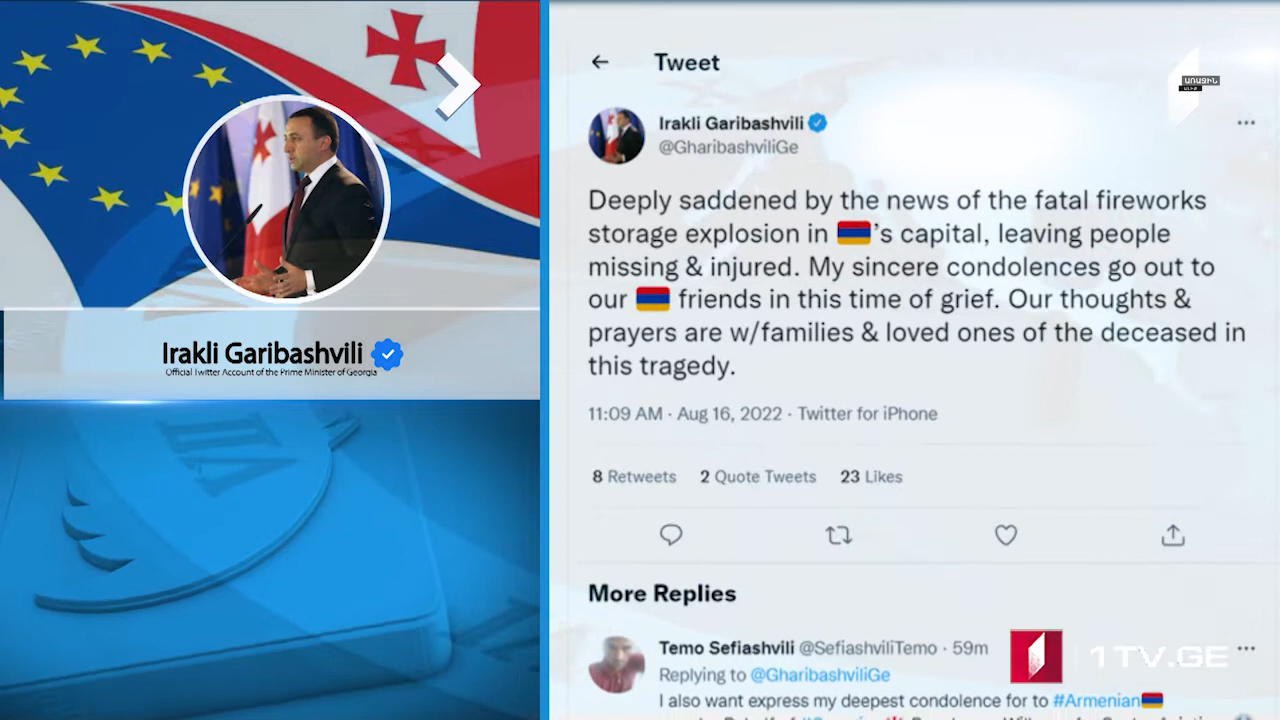 Irakli Garibashvili
Official Twitter Account of the Prime Minister of Georgia
Tweet
ԱՌԱՋԻՆ
ԱԼԻՔ
Irakli Garibashvili
@GharibashviliGe
Deeply saddened by the news of the fatal fireworks
storage explosion in 🇦🇲's capital, leaving people
missing & injured. My sincere condolences go out to
our 🇦🇲 friends in this time of grief. Our thoughts &
prayers are w/families & loved ones of the deceased in
this tragedy.
11:09 AM · Aug 16, 2022 · Twitter for iPhone
8 Retweets 2 Quote Tweets 23 Likes
More Replies
Temo Sefiashvili @SefiashviliTemo · 59m
Replying to @GharibashviliGe
I also want express my deepest condolence for to #Armenian🇦🇲
1TV.GE